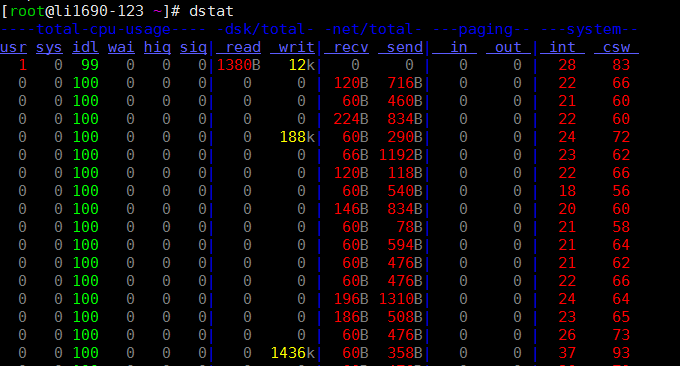 [root@li1690-123 ~]# dstat
----total-cpu-usage---- -dsk/total- -net/total- ---paging-- ---system--
usr sys idl wai hiq siq| read  writ| recv  send|  in   out | int   csw
  1   0  99   0   0   0|1380B   12k|   0     0 |   0     0 |  28    83
  0   0 100   0   0   0|   0     0 | 120B  716B|   0     0 |  22    66
  0   0 100   0   0   0|   0     0 |  60B  460B|   0     0 |  21    60
  0   0 100   0   0   0|   0     0 | 224B  834B|   0     0 |  22    60
  0   0 100   0   0   0|   0   188k|  60B  290B|   0     0 |  24    72
  0   0 100   0   0   0|   0     0 |  66B 1192B|   0     0 |  23    62
  0   0 100   0   0   0|   0     0 | 120B  118B|   0     0 |  22    66
  0   0 100   0   0   0|   0     0 |  60B  540B|   0     0 |  18    56
  0   0 100   0   0   0|   0     0 | 146B  834B|   0     0 |  20    60
  0   0 100   0   0   0|   0     0 |  60B   78B|   0     0 |  21    58
  0   0 100   0   0   0|   0     0 |  60B  594B|   0     0 |  21    64
  0   0 100   0   0   0|   0     0 |  60B  476B|   0     0 |  21    62
  0   0 100   0   0   0|   0     0 |  60B  476B|   0     0 |  22    66
  0   0 100   0   0   0|   0     0 | 196B 1310B|   0     0 |  24    64
  0   0 100   0   0   0|   0     0 | 186B  508B|   0     0 |  23    65
  0   0 100   0   0   0|   0     0 |  60B  476B|   0     0 |  26    73
  0   0 100   0   0   0|   0  1436k|  60B  358B|   0     0 |  37    93